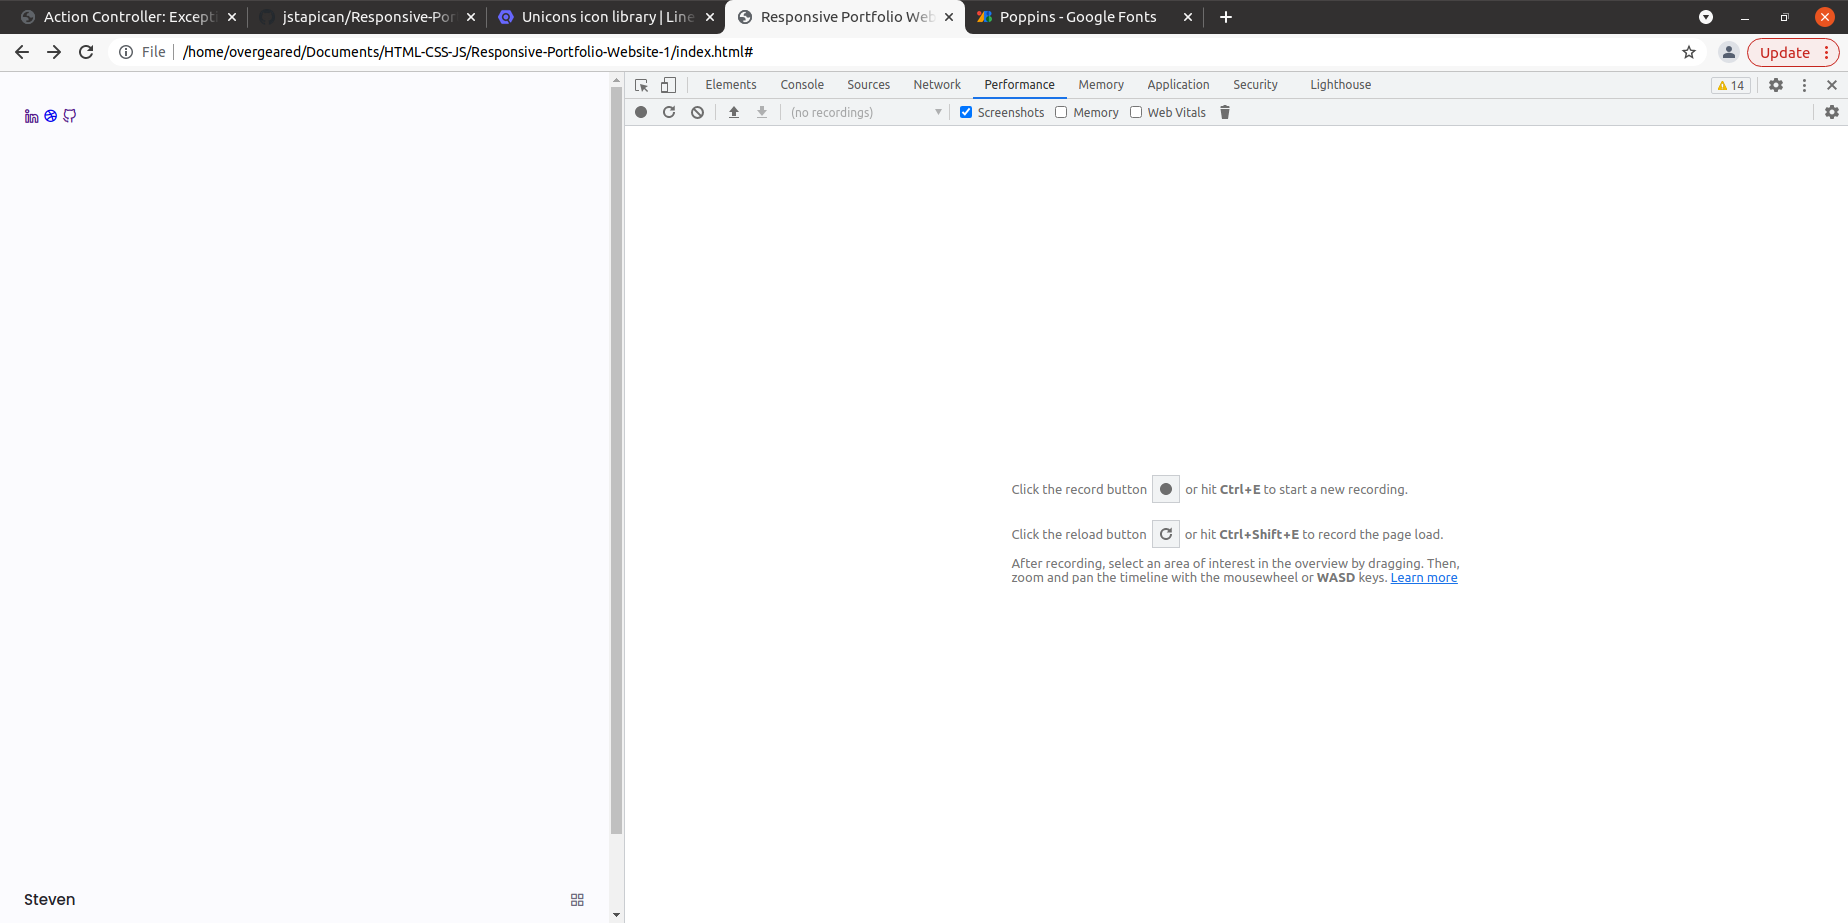 Action Controller: Excepti
jstapican/Responsive-Por
Unicons icon library | Line
Responsive Portfolio Web
Poppins - Google Fonts
File
/home/overgeared/Documents/HTML-CSS-JS/Responsive-Portfolio-Website-1/index.html#
Update
Elements Console Sources Network Performance Memory Application Security Lighthouse
14
(no recordings)
Screenshots Memory Web Vitals
Click the record button or hit Ctrl+E to start a new recording.
Click the reload button or hit Ctrl+Shift+E to record the page load.
After recording, select an area of interest in the overview by dragging. Then,
zoom and pan the timeline with the mousewheel or WASD keys. Learn more
Steven